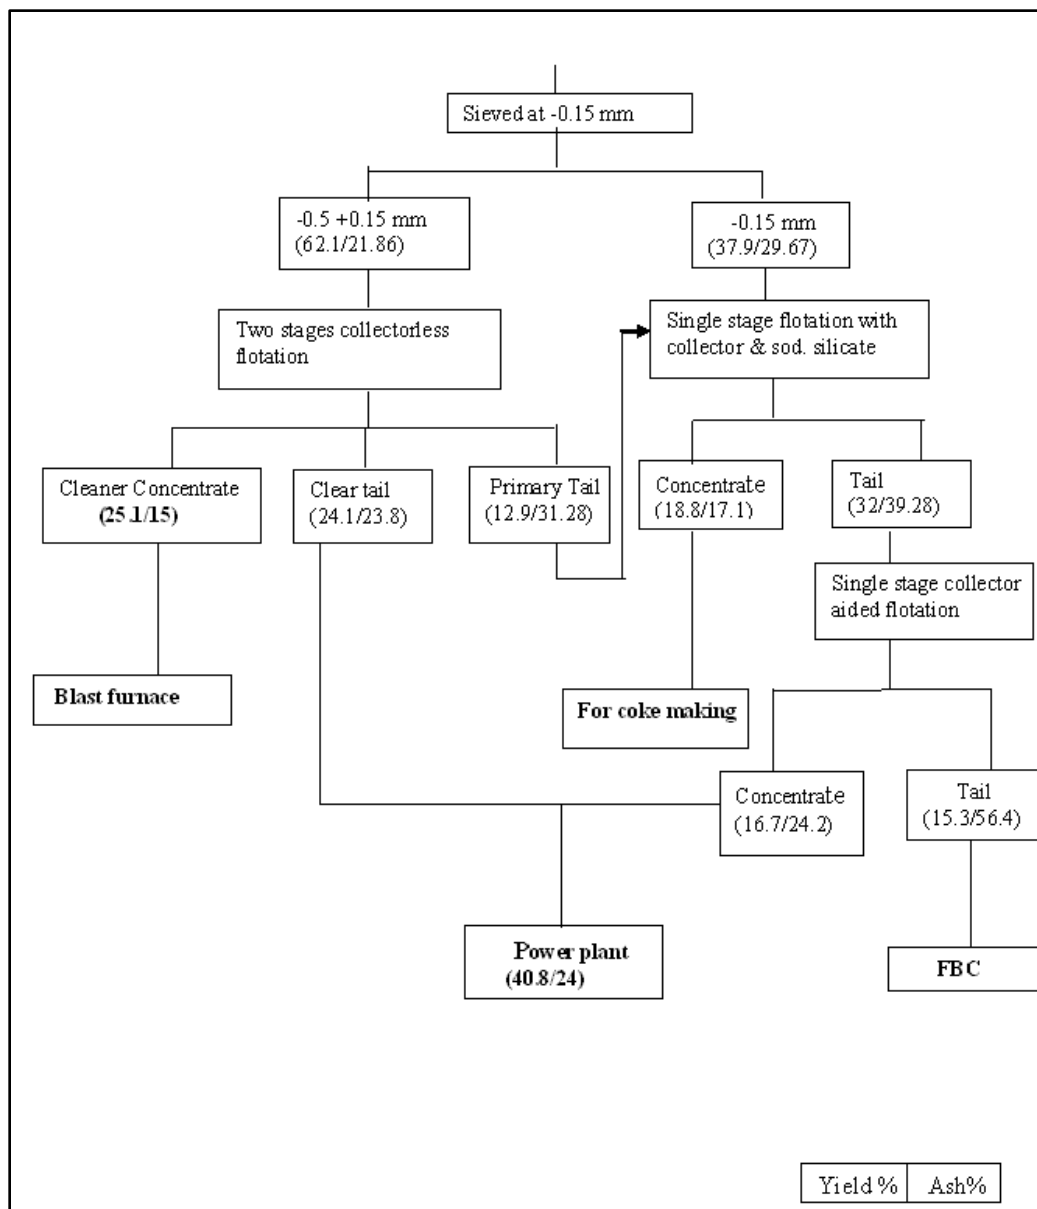 Sieved at -0.15 mm
-0.5 +0.15 mm
(62.1/21.86)
-0.15 mm
(37.9/29.67)
Two stages collectorless
flotation
Single stage flotation with
collector & sod. silicate
Cleaner Concentrate
(25.1/15)
Clear tail
(24.1/23.8)
Primary Tail
(12.9/31.28)
Concentrate
(18.8/17.1)
Tail
(32/39.28)
Single stage collector
aided flotation
Blast furnace
For coke making
Concentrate
(16.7/24.2)
Tail
(15.3/56.4)
Power plant
(40.8/24)
FBC
Yield % Ash%